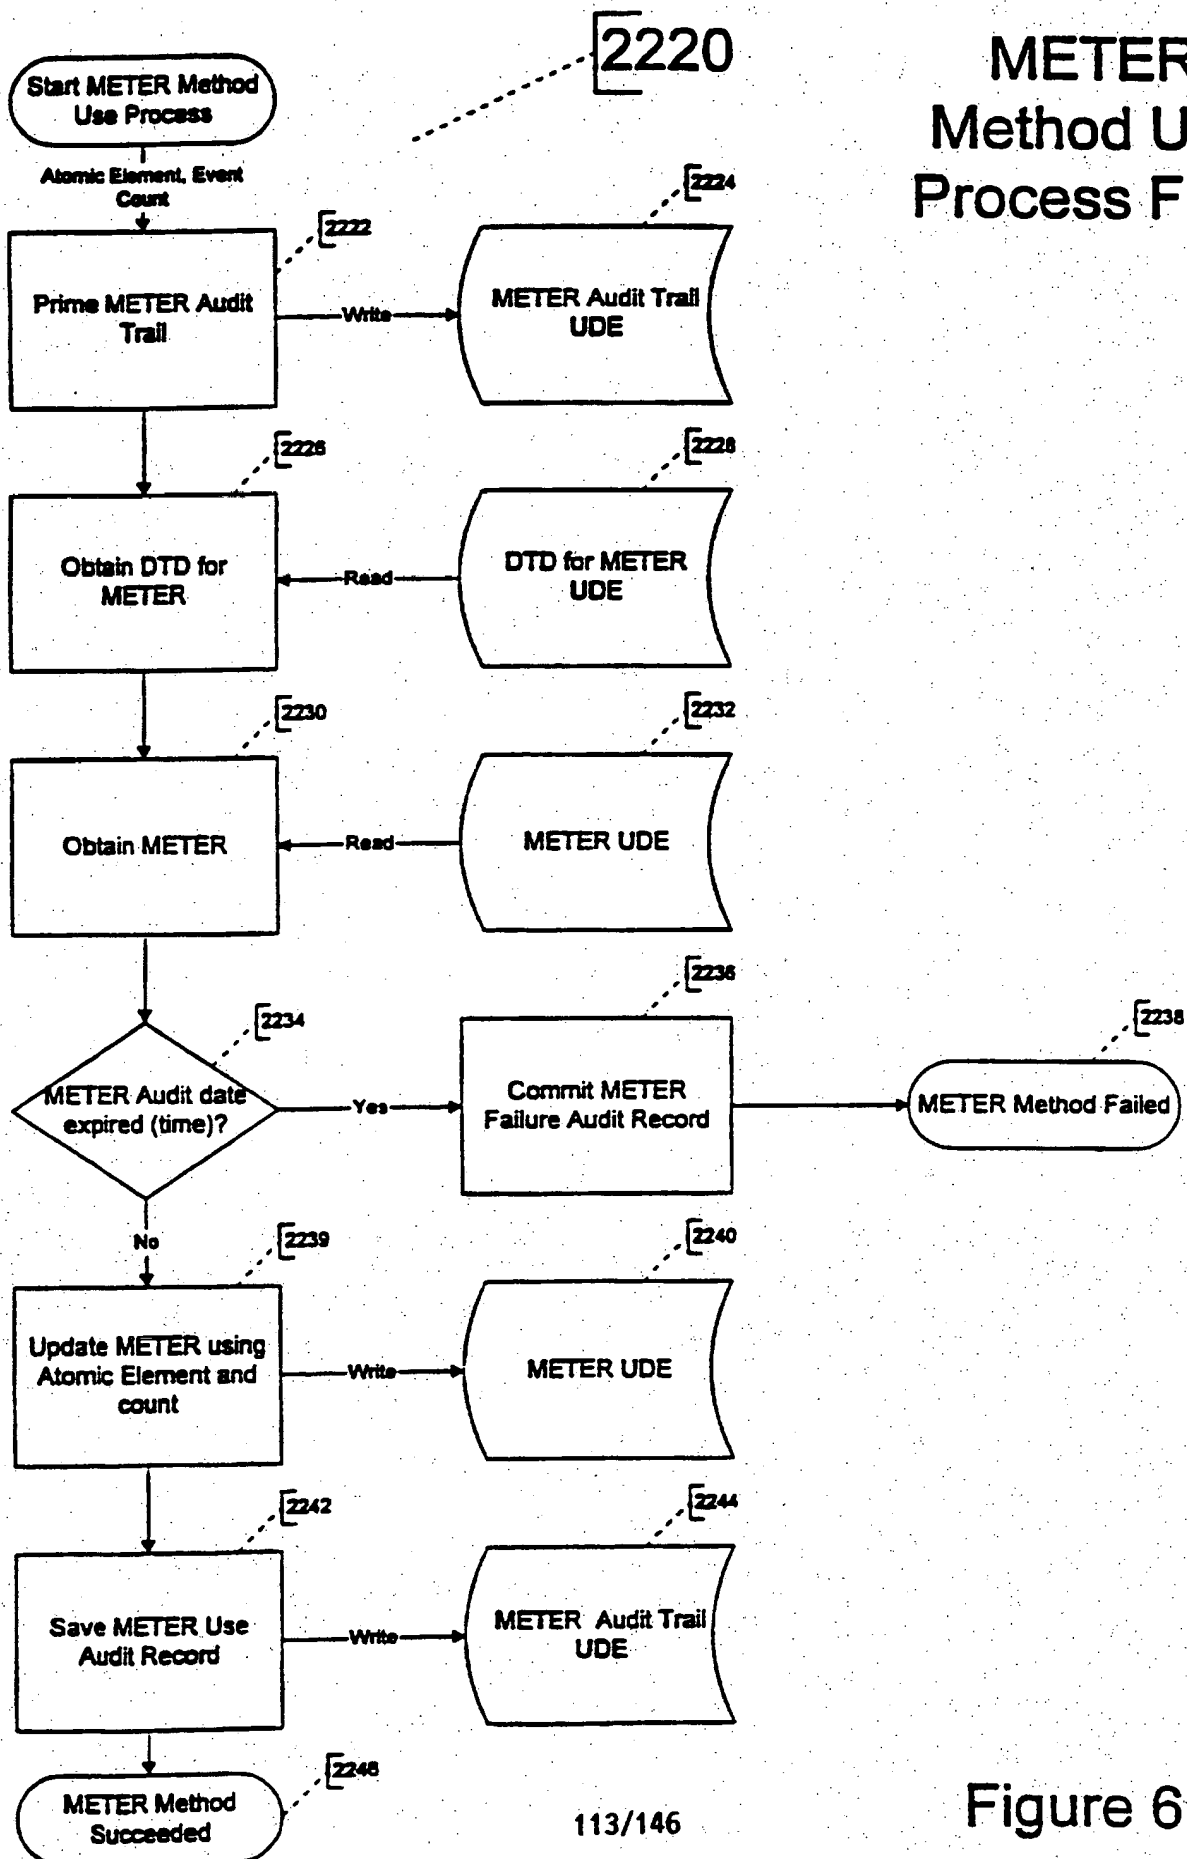 2220
METER
Method U
Process F
Start METER Method
Use Process
Atomic Element, Event
Count
2222
2224
Prime METER Audit
Trail
Write
METER Audit Trail
UDE
2226
2228
Obtain DTD for
METER
Read
DTD for METER
UDE
2230
2232
Obtain METER
Read
METER UDE
2234
2236
2238
METER Audit date
expired (time)?
Yes
Commit METER
Failure Audit Record
METER Method Failed
No
2239
2240
Update METER using
Atomic Element and
count
Write
METER UDE
2242
2244
Save METER Use
Audit Record
Write
METER Audit Trail
UDE
2246
METER Method
Succeeded
113/146
Figure 6